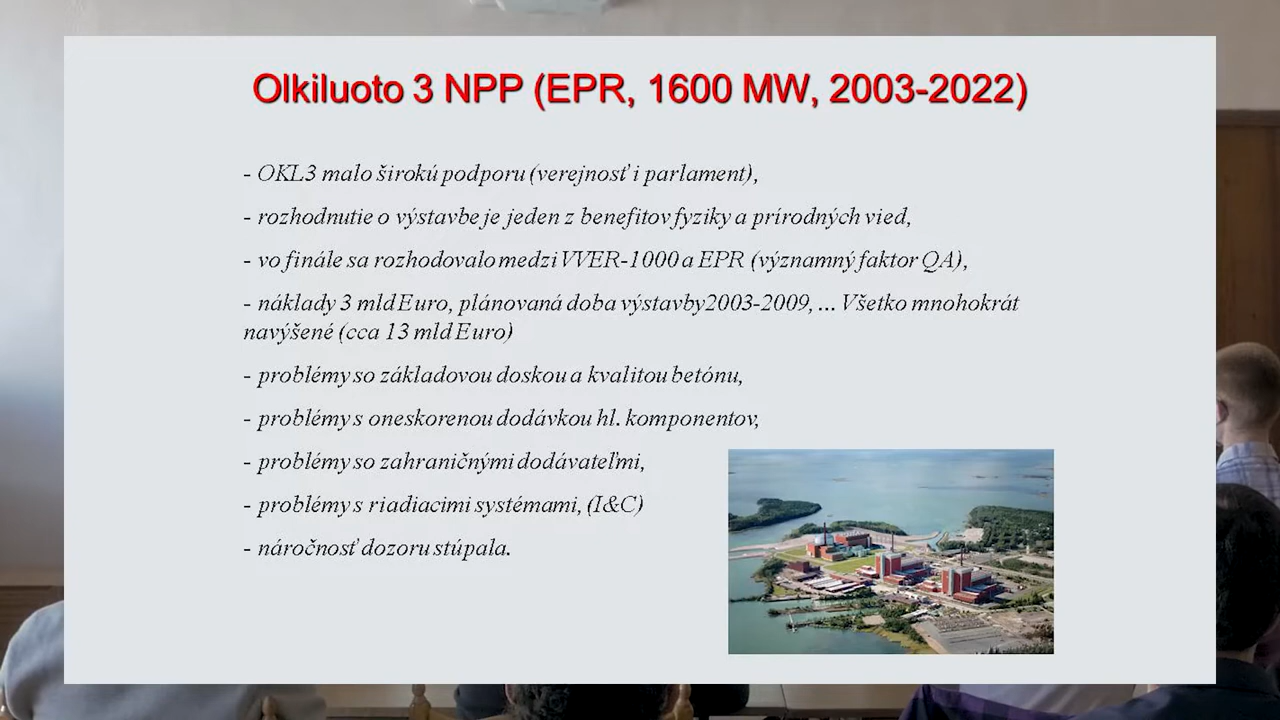 Olkiluoto 3 NPP (EPR, 1600 MW, 2003-2022)
- OKL3 malo širokú podporu (verejnosť i parlament),
- rozhodnutie o výstavbe je jeden z benefitov fyziky a prírodných vied,
- vo finále sa rozhodovalo medzi VVER-1000 a EPR (významný faktor QA),
- náklady 3 mld Euro, plánovaná doba výstavby2003-2009, ... Všetko mnohokrát
navýšené (cca 13 mld Euro)
- problémy so základovou doskou a kvalitou betónu,
- problémy s oneskorenou dodávkou hl. komponentov,
- problémy so zahraničnými dodávateľmi,
- problémy s riadiacimi systémami, (I&C)
- náročnosť dozoru stúpala.